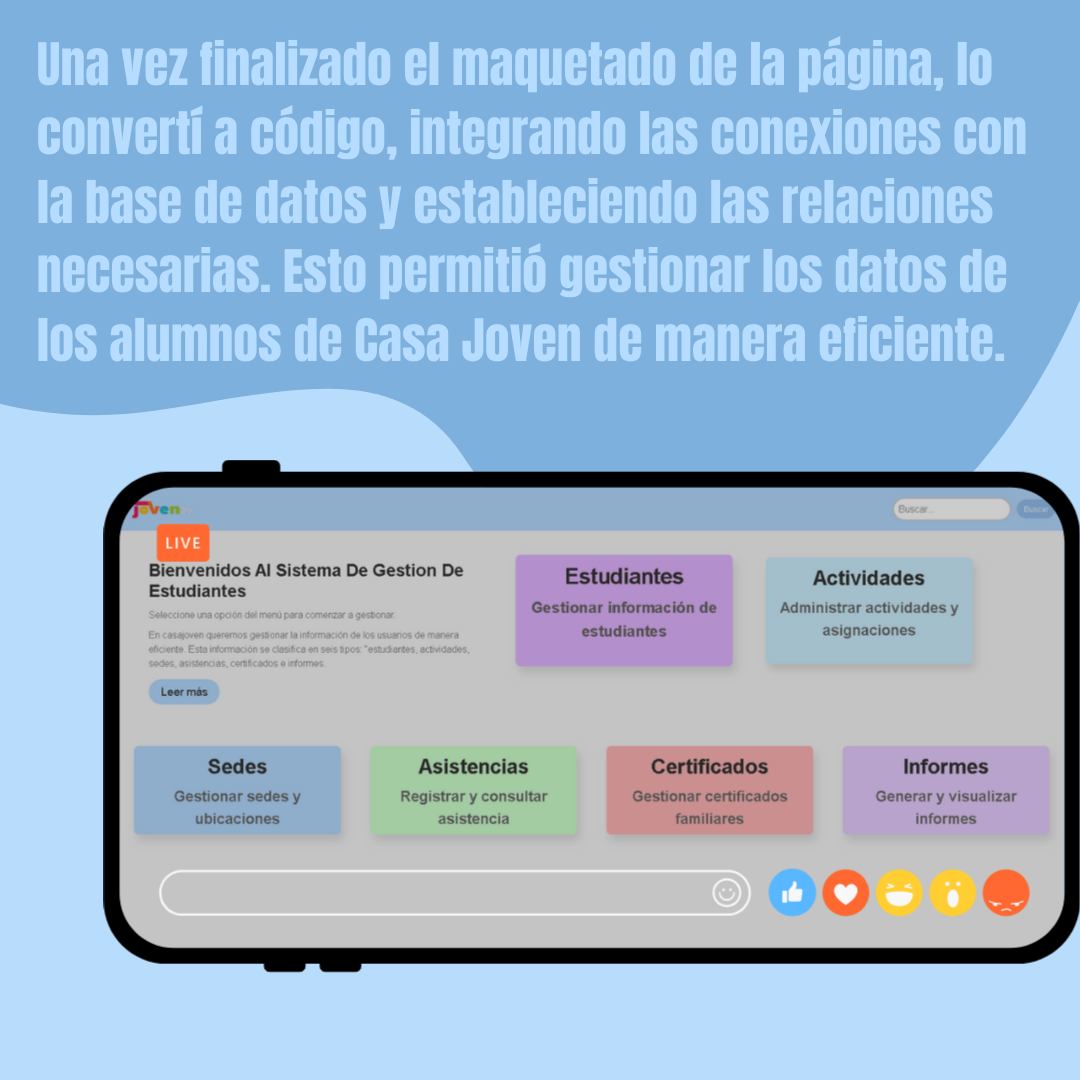 Una vez finalizado el maquetado de la página, lo
convertí a código, integrando las conexiones con
la base de datos y estableciendo las relaciones
necesarias. Esto permitió gestionar los datos de
los alumnos de Casa Joven de manera eficiente.
joven
Buscar...
Buscar
LIVE
Bienvenidos Al Sistema De Gestion De
Estudiantes
Seleccione una opción del menú para comenzar a gestionar.
En casajoven queremos gestionar la información de los usuarios de manera
eficiente. Esta información se clasifica en seis tipos: "estudiantes, actividades,
sedes, asistencias, certificados e informes.
Leer más
Estudiantes
Gestionar información de
estudiantes
Actividades
Administrar actividades y
asignaciones
Sedes
Gestionar sedes y
ubicaciones
Asistencias
Registrar y consultar
asistencia
Certificados
Gestionar certificados
familiares
Informes
Generar y visualizar
informes